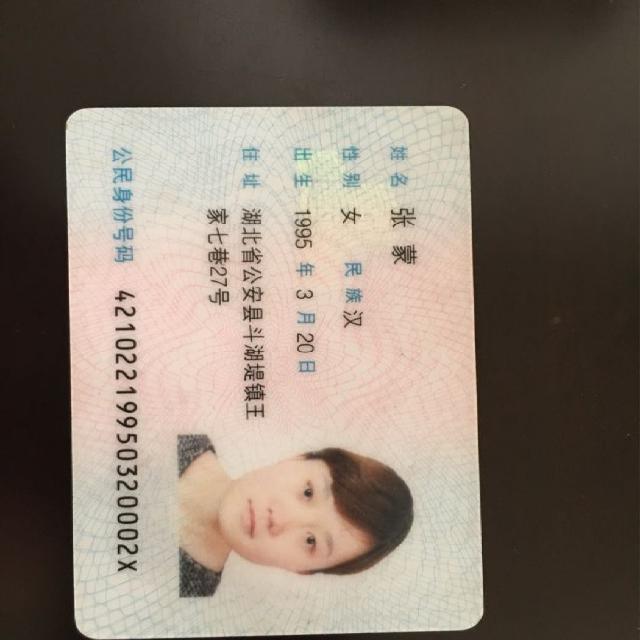 姓名 张蒙
性别 女 民族 汉
出生 1995 年 3 月 20 日
住址 湖北省公安县斗湖堤镇王
家七巷27号
公民身份号码 42102219950320002X